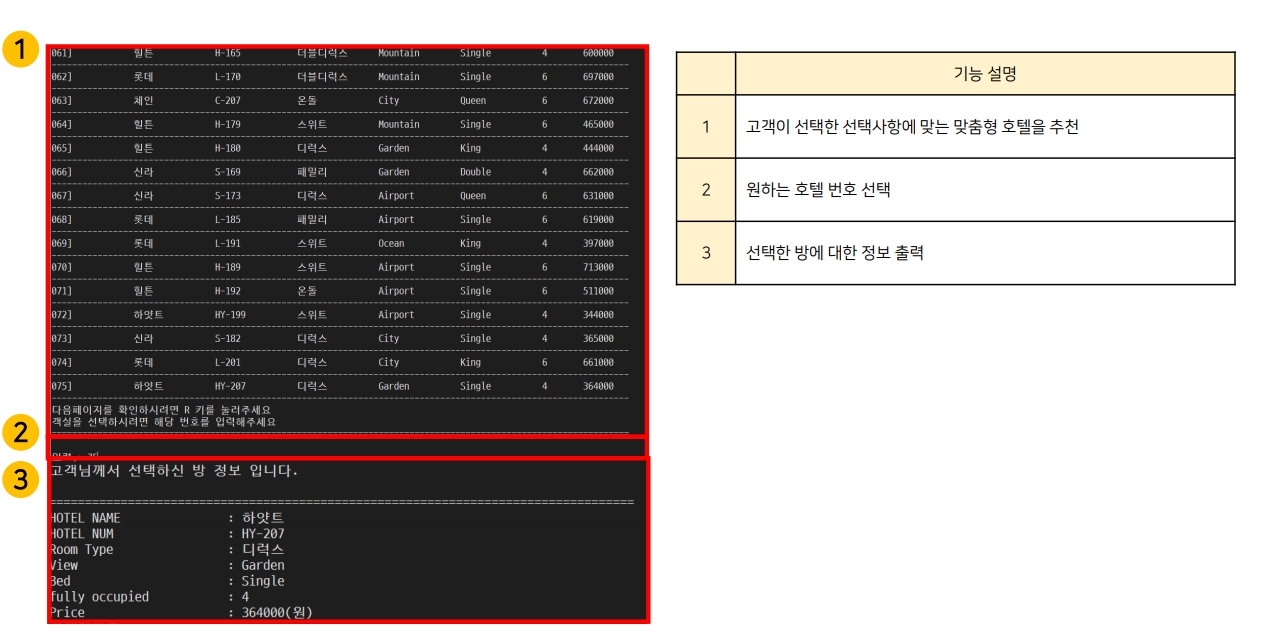 1
061] 힐튼 H-165 더블디럭스 Mountain Single 4 600000
062] 롯데 L-170 더블디럭스 Mountain Single 6 697000
063] 체인 C-207 온돌 City Queen 6 672000
064] 힐튼 H-179 스위트 Mountain Single 4 465000
065] 힐튼 H-180 디럭스 Garden King 4 444000
066] 신라 S-169 패밀리 Garden Double 4 662000
067] 신라 S-173 디럭스 Airport Queen 6 631000
068] 롯데 L-185 패밀리 Airport Single 6 619000
069] 롯데 L-191 스위트 Ocean King 4 397000
070] 힐튼 H-189 스위트 Airport Single 6 713000
071] 힐튼 H-192 온돌 Airport Single 6 511000
072] 하얏트 HY-199 스위트 Airport Single 4 344000
073] 신라 S-182 디럭스 City Single 4 365000
074] 롯데 L-201 디럭스 City King 6 661000
075] 하얏트 HY-207 디럭스 Garden Single 4 364000
다음페이지를 확인하시려면 R 키를 눌러주세요
객실을 선택하시려면 해당 번호를 입력해주세요
2
3
고객님께서 선택하신 방 정보 입니다.
HOTEL NAME : 하얏트
HOTEL NUM : HY-207
Room Type : 디럭스
View : Garden
Bed : Single
fully occupied : 4
Price : 364000(원)
기능 설명
1 고객이 선택한 선택사항에 맞는 맞춤형 호텔을 추천
2 원하는 호텔 번호 선택
3 선택한 방에 대한 정보 출력